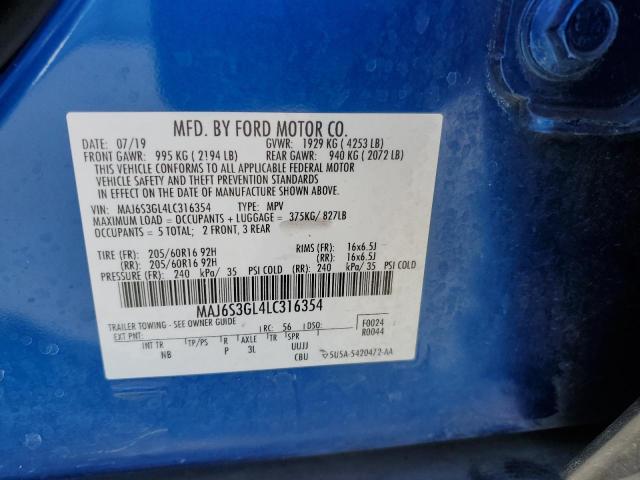 MFD. BY FORD MOTOR CO.
DATE: 07/19 GVWR: 1929 KG ( 4253 LB)
FRONT GAWR: 995 KG ( 2194 LB) REAR GAWR: 940 KG ( 2072 LB)
THIS VEHICLE CONFORMS TO ALL APPLICABLE FEDERAL MOTOR
VEHICLE SAFETY AND THEFT PREVENTION STANDARDS
IN EFFECT ON THE DATE OF MANUFACTURE SHOWN ABOVE.
VIN: MAJ6S3GL4LC316354 TYPE: MPV
MAXIMUM LOAD = OCCUPANTS + LUGGAGE = 375KG/ 827LB
OCCUPANTS = 5 TOTAL; 2 FRONT, 3 REAR
TIRE (FR): 205/60R16 92H RIMS (FR): 16x6.5J
(RR): 205/60R16 92H (RR): 16x6.5J
PRESSURE (FR): 240 kPa/ 35 PSI COLD (RR): 240 kPa/ 35 PSI COLD
MAJ6S3GL4LC316354
TRAILER TOWING - SEE OWNER GUIDE
EXT PNT: RC: 56 DSO: F0024
R0044
INT TR TP/PS R AXLE TR SPR
NB P 3L UUJJ
CBU 5U5A-5420472-AA